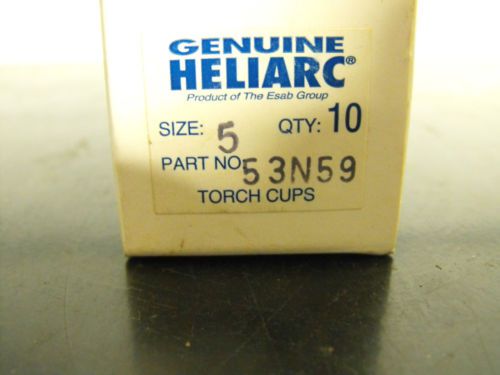 GENUINE
HELIARC®
Product of The Esab Group
SIZE: 5 QTY: 10
PART NO. 53N59
TORCH CUPS